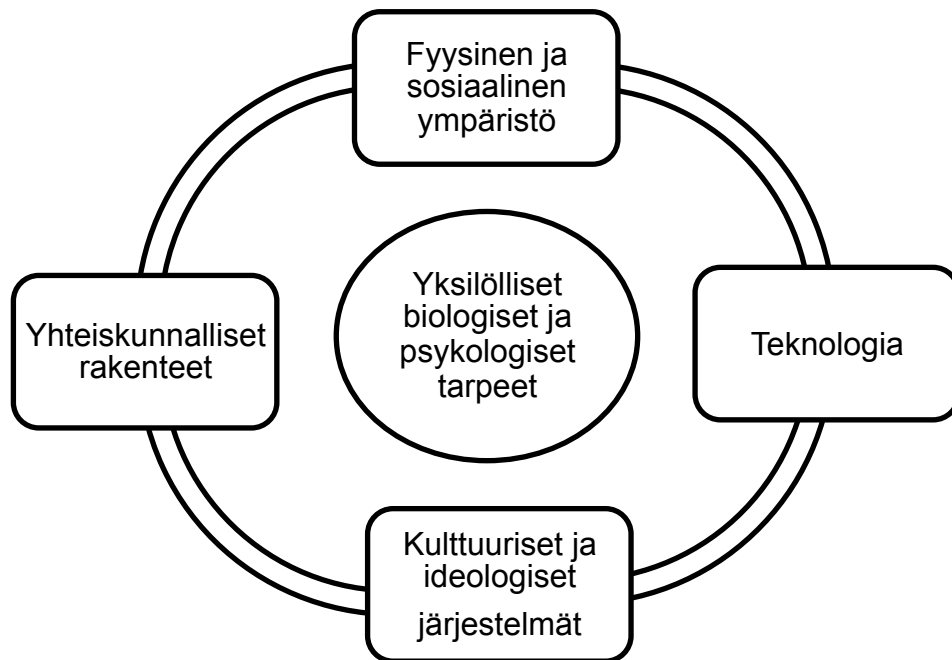 Fyysinen ja
sosiaalinen
ympäristö
Yhteiskunnalliset
rakenteet
Yksilölliset
biologiset ja
psykologiset
tarpeet
Teknologia
Kulttuuriset ja
ideologiset
järjestelmät